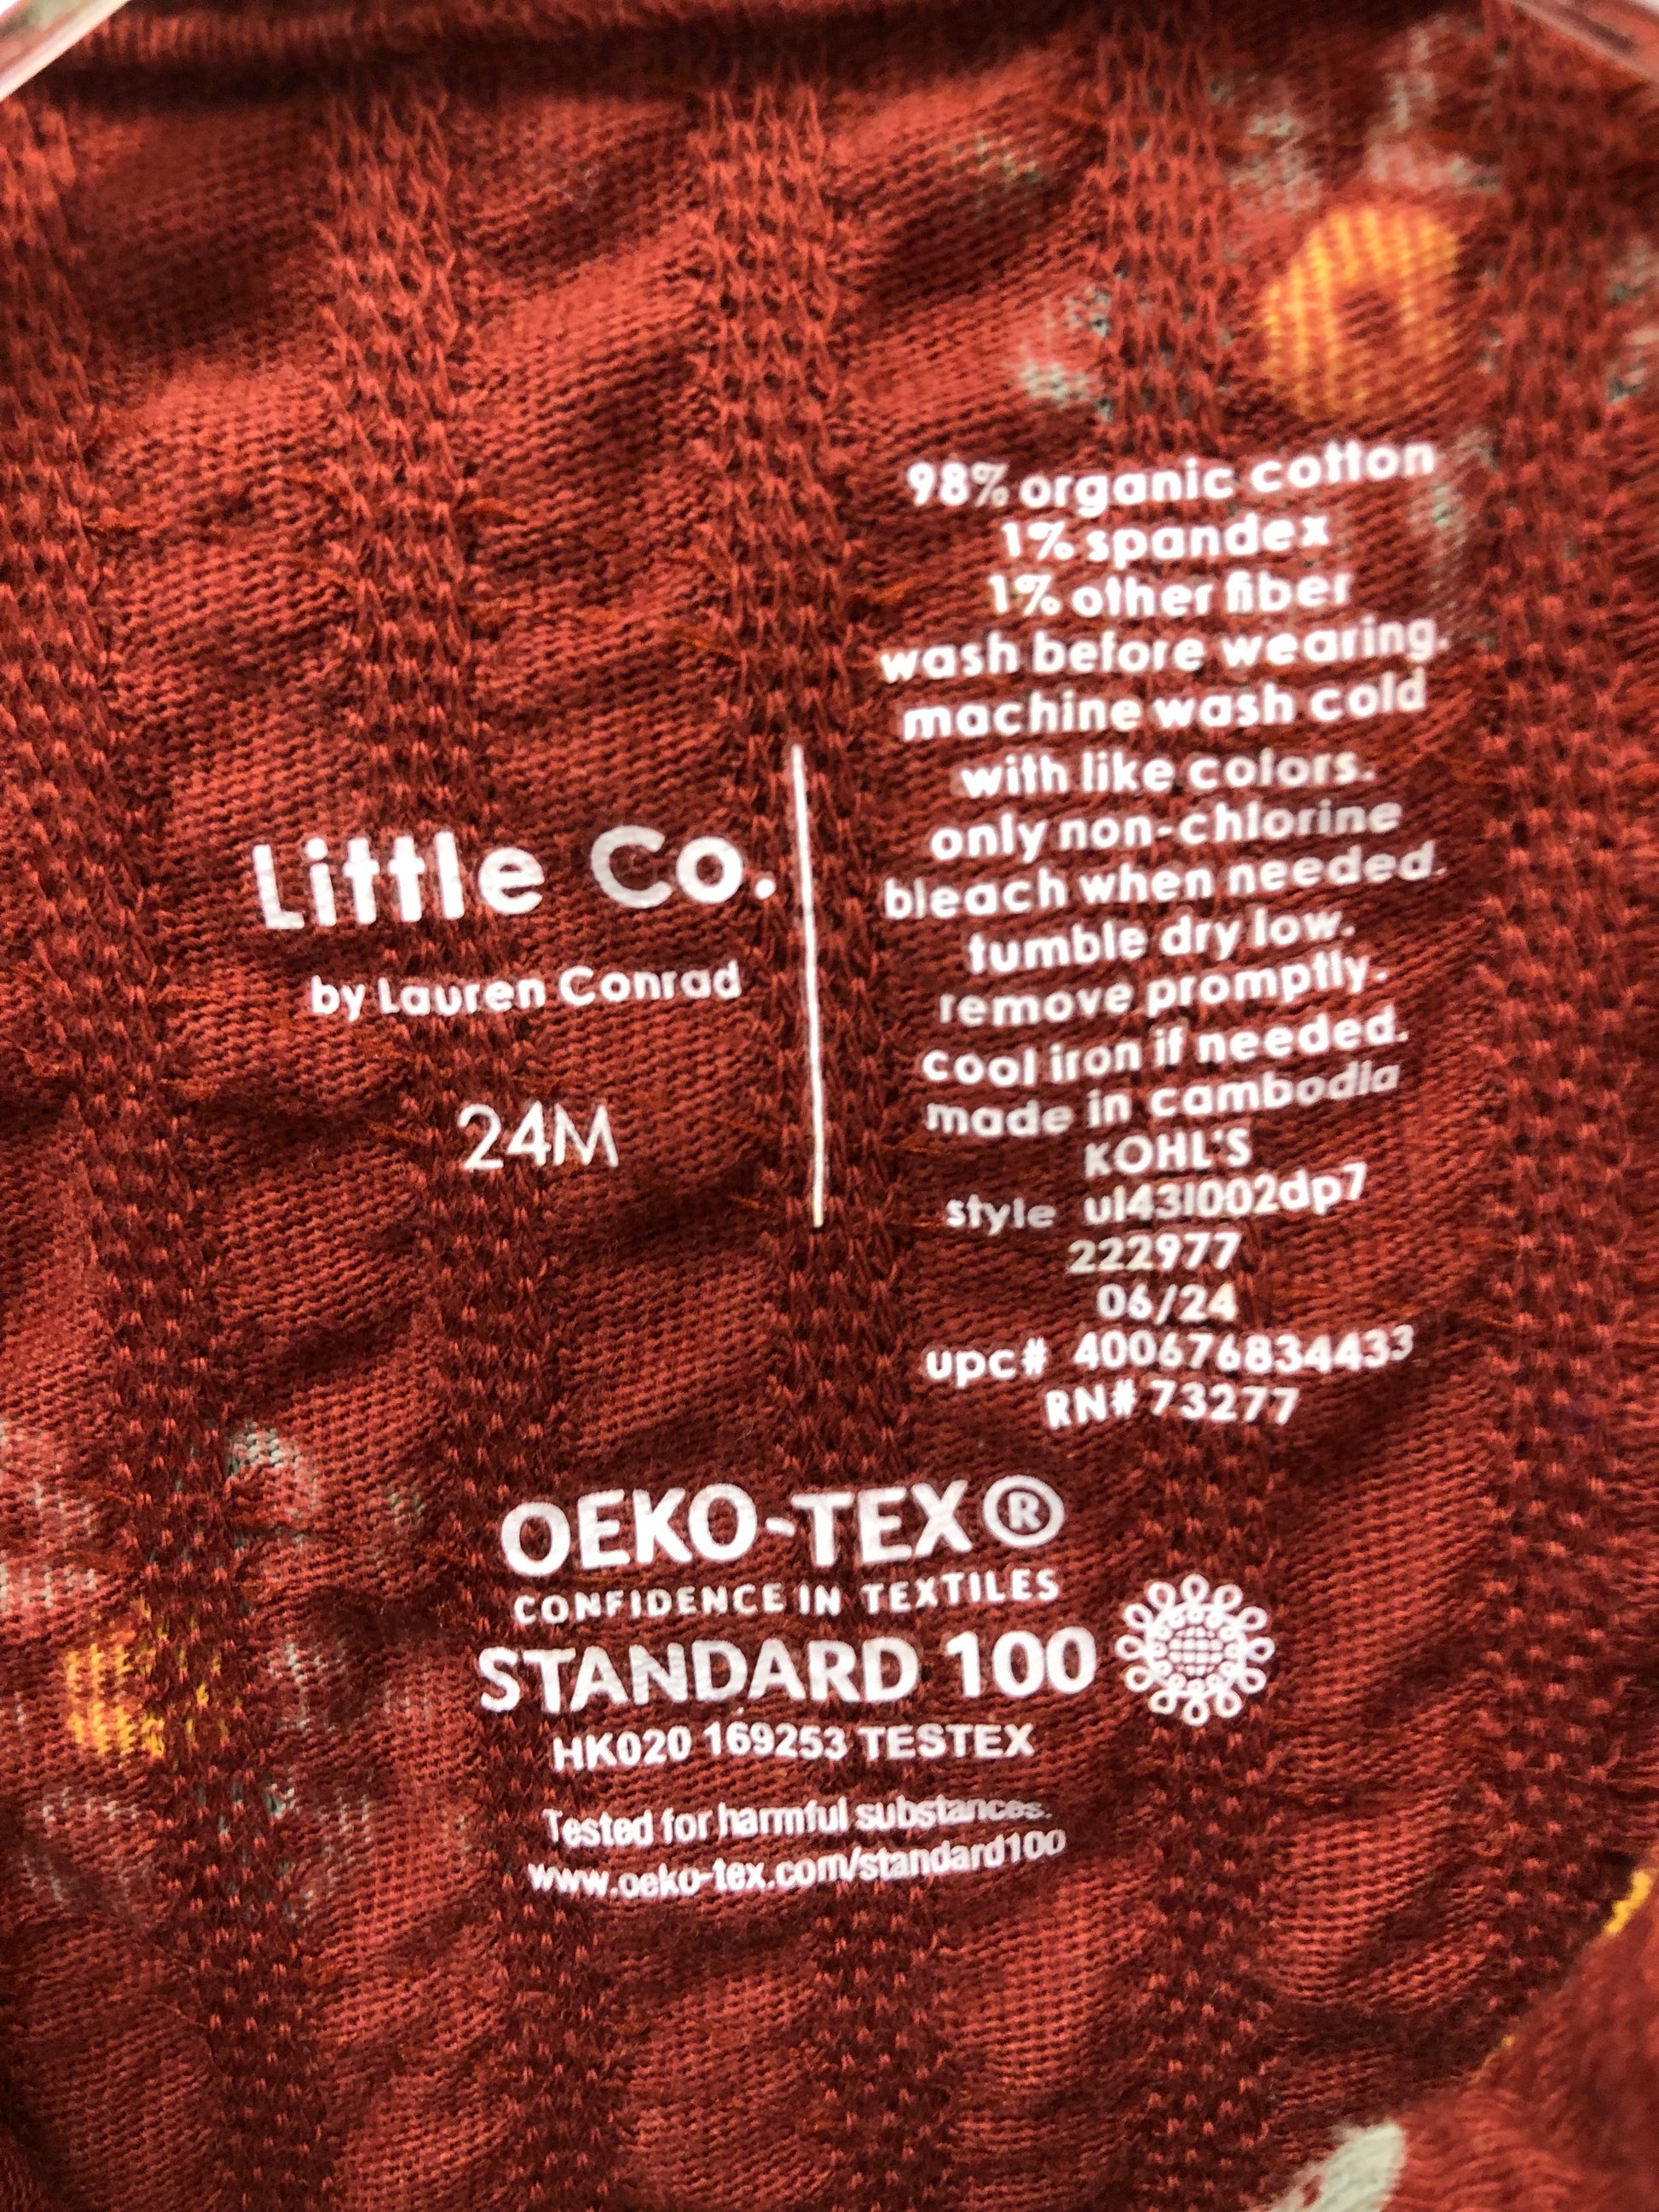 Little Co.
by Lauren Conrad
24M
98% organic cotton
1% spandex
1% other fiber
wash before wearing.
machine wash cold
with like colors.
only non-chlorine
bleach when needed.
tumble dry low.
remove promptly.
cool iron if needed.
made in cambodia
KOHL'S
style ul43l002dp7
222977
06/24
upc# 400676834433
RN# 73277
OEKO-TEX®
CONFIDENCE IN TEXTILES
STANDARD 100
HK020 169253 TESTEX
Tested for harmful substances.
www.oeko-tex.com/standard100